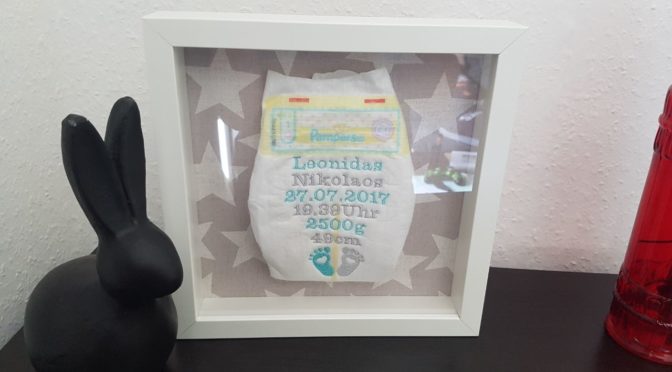 Pampers
Leonidas
Nikolaos
27.07.2017
19.39Uhr
2500g
49cm